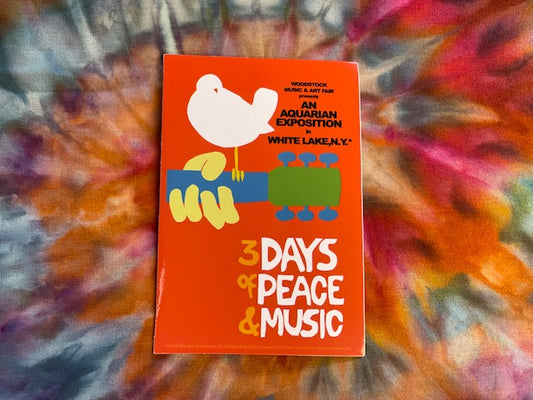 WOODSTOCK
MUSIC & ART FAIR
presents
AN
AQUARIAN
EXPOSITION
in
WHITE LAKE, N.Y.*
3 DAYS
of PEACE
& MUSIC